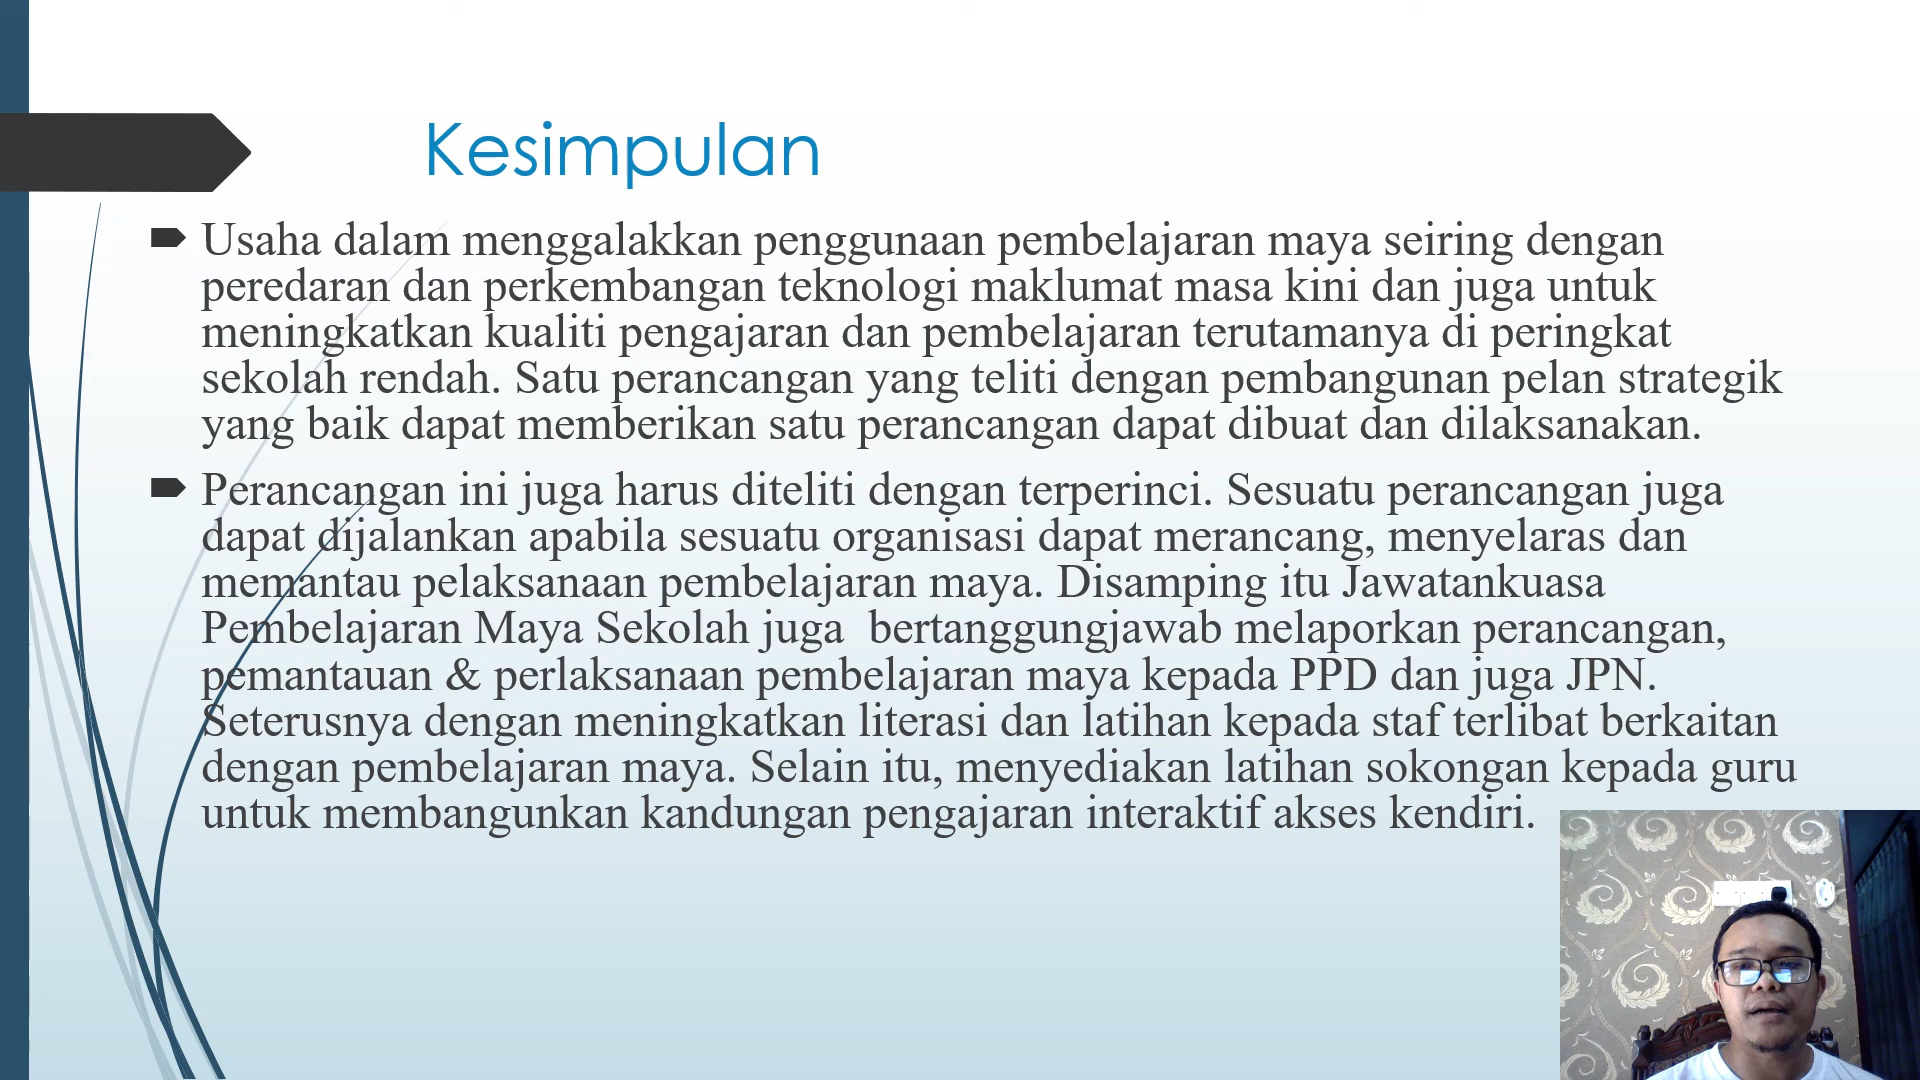 Kesimpulan
Usaha dalam menggalakkan penggunaan pembelajaran maya seiring dengan
peredaran dan perkembangan teknologi maklumat masa kini dan juga untuk
meningkatkan kualiti pengajaran dan pembelajaran terutamanya di peringkat
sekolah rendah. Satu perancangan yang teliti dengan pembangunan pelan strategik
yang baik dapat memberikan satu perancangan dapat dibuat dan dilaksanakan.
Perancangan ini juga harus diteliti dengan terperinci. Sesuatu perancangan juga
dapat dijalankan apabila sesuatu organisasi dapat merancang, menyelaras dan
memantau pelaksanaan pembelajaran maya. Disamping itu Jawatankuasa
Pembelajaran Maya Sekolah juga  bertanggungjawab melaporkan perancangan,
pemantauan & perlaksanaan pembelajaran maya kepada PPD dan juga JPN.
Seterusnya dengan meningkatkan literasi dan latihan kepada staf terlibat berkaitan
dengan pembelajaran maya. Selain itu, menyediakan latihan sokongan kepada guru
untuk membangunkan kandungan pengajaran interaktif akses kendiri.